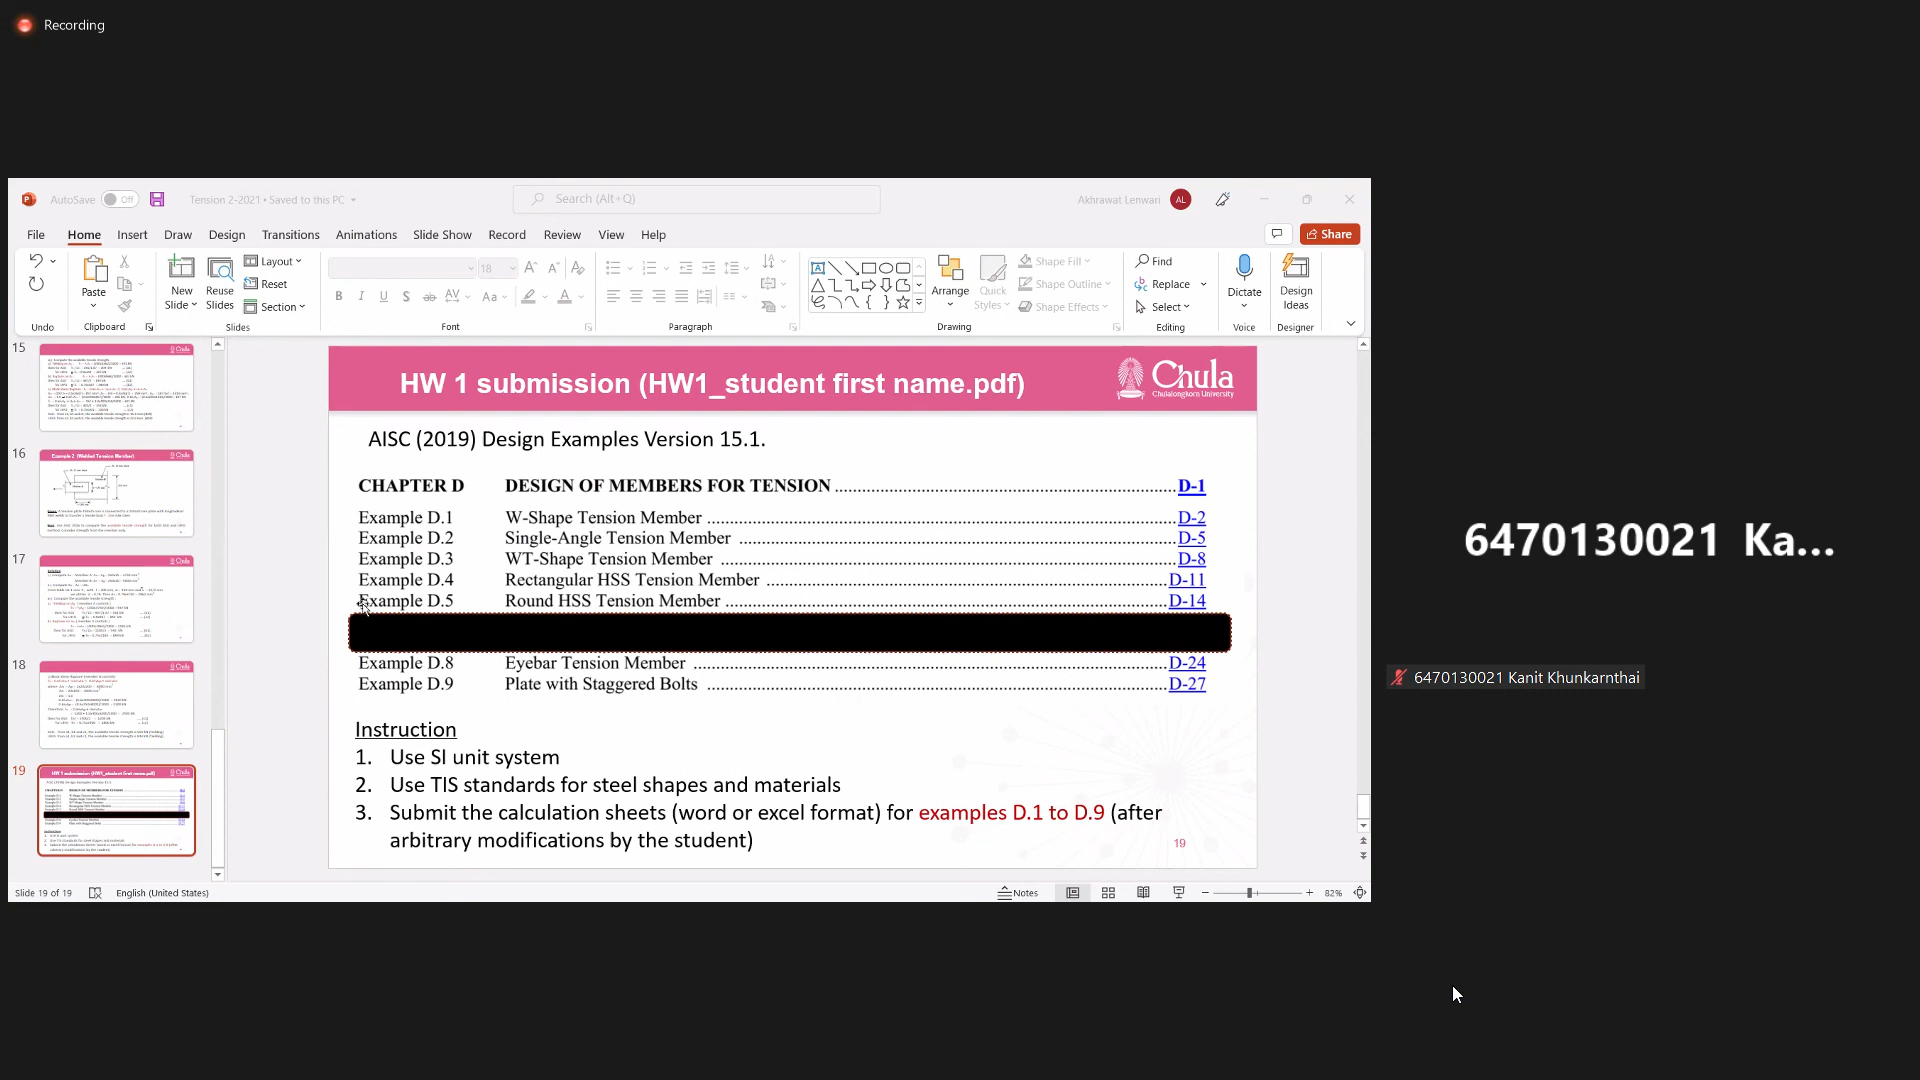 Recording
AutoSave Off Tension 2-2021 • Saved to this PC Search (Alt+Q) Akhrawat Lenwari AL
File Home Insert Draw Design Transitions Animations Slide Show Record Review View Help Share
Undo
Paste
Clipboard
New Slide
Reuse Slides
Layout
Reset
Section
Slides
18
Font
Paragraph
Arrange
Quick Styles
Shape Fill
Shape Outline
Shape Effects
Drawing
Find
Replace
Select
Editing
Dictate
Voice
Design Ideas
Designer
15
16
Example 2 (Welded Tension Member)
17
18
19
HW 1 submission (HW1_student first name.pdf)
Chula
Chulalongkorn University
AISC (2019) Design Examples Version 15.1.
CHAPTER D DESIGN OF MEMBERS FOR TENSION D-1
Example D.1 W-Shape Tension Member D-2
Example D.2 Single-Angle Tension Member D-5
Example D.3 WT-Shape Tension Member D-8
Example D.4 Rectangular HSS Tension Member D-11
Example D.5 Round HSS Tension Member D-14
Example D.8 Eyebar Tension Member D-24
Example D.9 Plate with Staggered Bolts D-27
Instruction
1. Use SI unit system
2. Use TIS standards for steel shapes and materials
3. Submit the calculation sheets (word or excel format) for examples D.1 to D.9 (after
arbitrary modifications by the student)
19
Slide 19 of 19 English (United States) Notes 82%
6470130021 Ka...
6470130021 Kanit Khunkarnthai